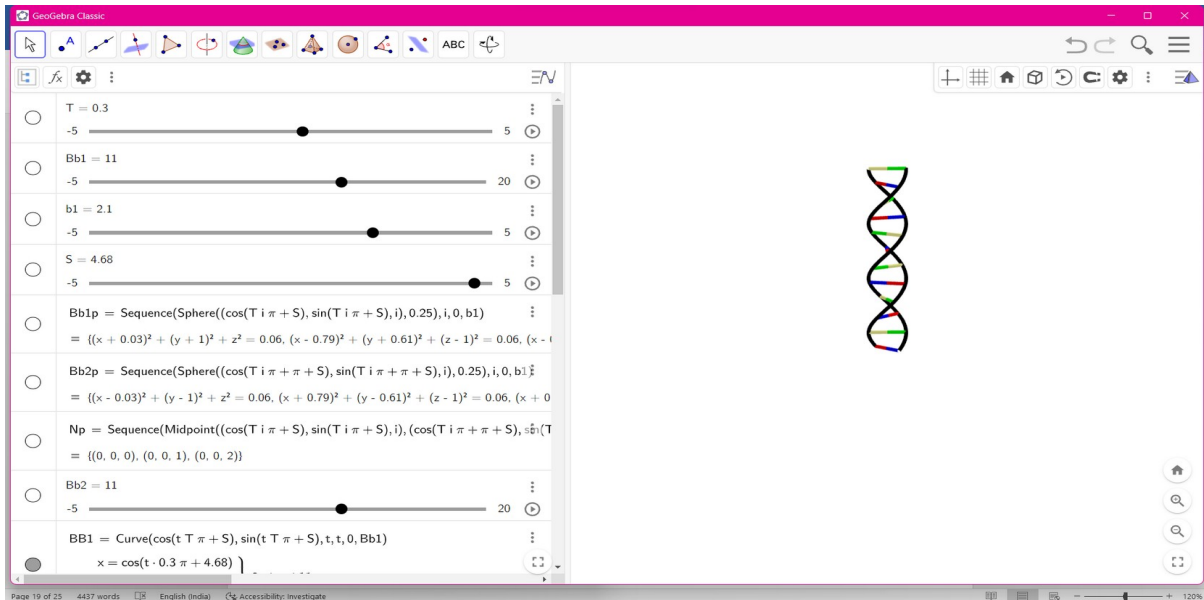 GeoGebra Classic
ABC
T = 0.3
-5 5
Bb1 = 11
-5 20
b1 = 2.1
-5 5
S = 4.68
-5 5
Bb1p = Sequence(Sphere((cos(T i π + S), sin(T i π + S), i), 0.25), i, 0, b1)
= {(x + 0.03)² + (y + 1)² + z² = 0.06, (x - 0.79)² + (y + 0.61)² + (z - 1)² = 0.06, (x -
Bb2p = Sequence(Sphere((cos(T i π + π + S), sin(T i π + π + S), i), 0.25), i, 0, b1)
= {(x - 0.03)² + (y - 1)² + z² = 0.06, (x + 0.79)² + (y - 0.61)² + (z - 1)² = 0.06, (x + 0
Np = Sequence(Midpoint((cos(T i π + S), sin(T i π + S), i), (cos(T i π + π + S), sin(T
= {(0, 0, 0), (0, 0, 1), (0, 0, 2)}
Bb2 = 11
-5 20
BB1 = Curve(cos(t T π + S), sin(t T π + S), t, t, 0, Bb1)
x = cos(t · 0.3 π + 4.68)
Page 19 of 25 4437 words English (India) Accessibility: Investigate 120%